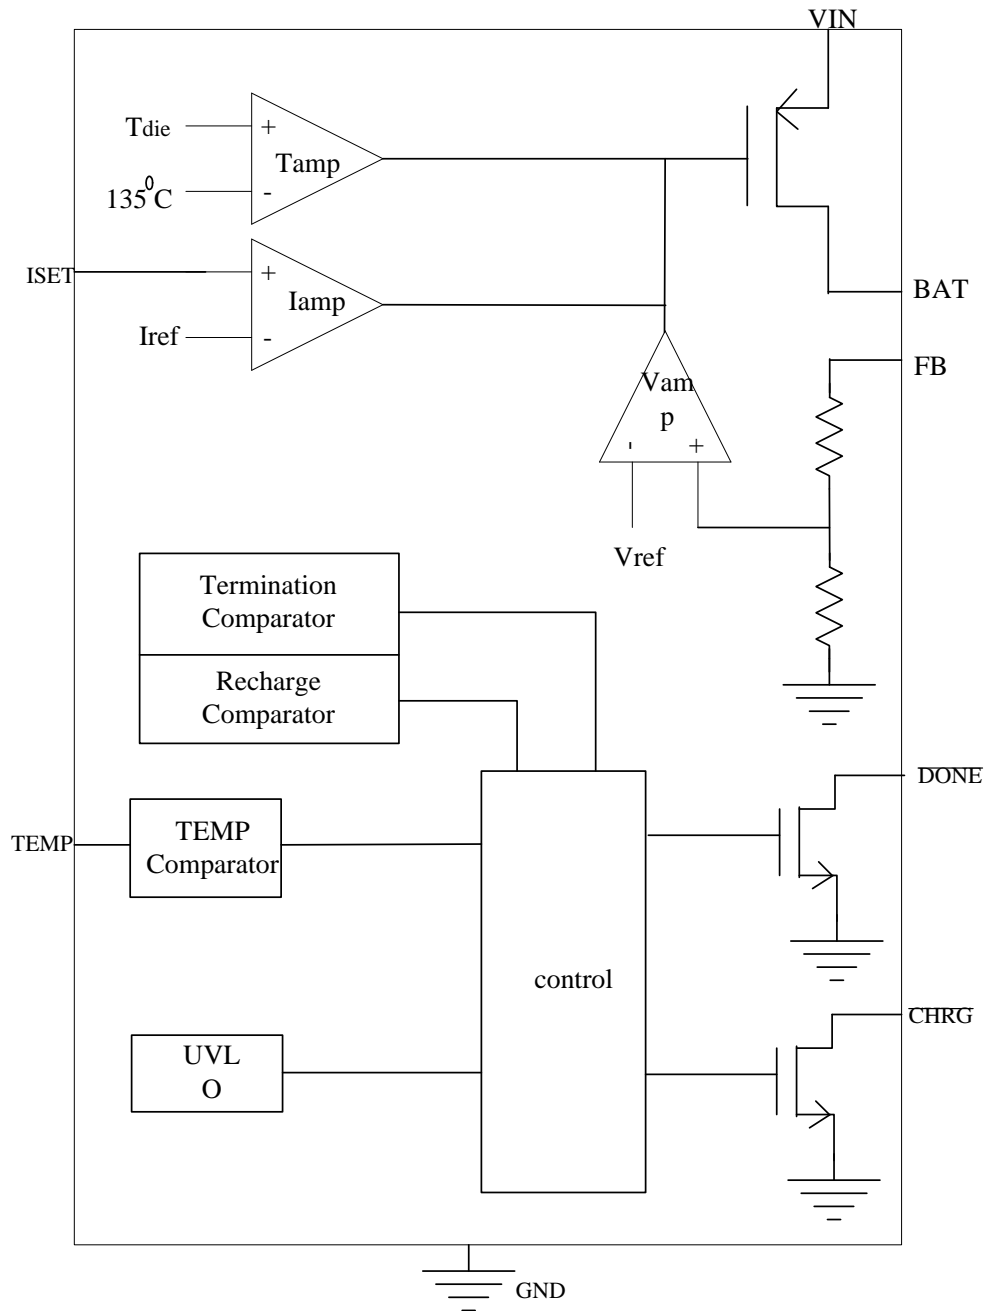 VIN
Tdie
+
Tamp
135⁰C
-
ISET
+
Iamp
BAT
Iref
-
FB
Vam
p
-
+
Vref
Termination
Comparator
Recharge
Comparator
DONE
TEMP
TEMP
Comparator
control
CHRG
UVL
O
GND